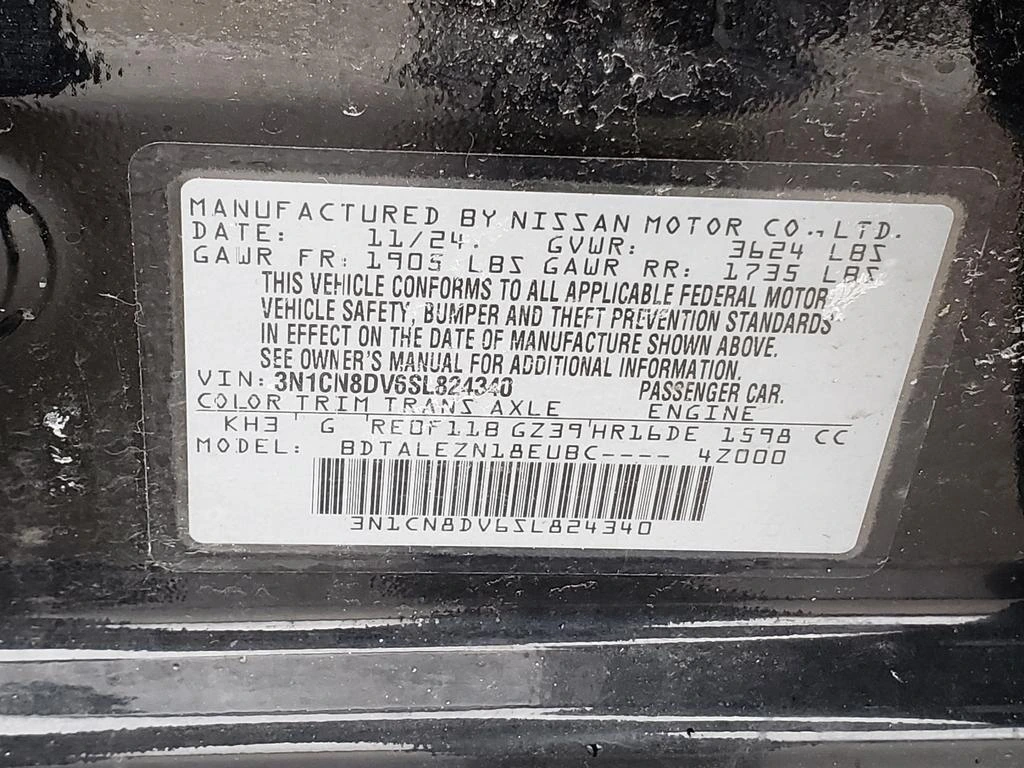 MANUFACTURED BY NISSAN MOTOR CO., LTD.
DATE: 11/24. GVWR: 3624 LBS
GAWR FR: 1905 LBS GAWR RR: 1735 LBS
THIS VEHICLE CONFORMS TO ALL APPLICABLE FEDERAL MOTOR
VEHICLE SAFETY, BUMPER AND THEFT PREVENTION STANDARDS
IN EFFECT ON THE DATE OF MANUFACTURE SHOWN ABOVE.
SEE OWNER'S MANUAL FOR ADDITIONAL INFORMATION.
VIN: 3N1CN8DV6SL824340 PASSENGER CAR.
COLOR TRIM TRANS AXLE ENGINE
KH3 G RE0F11B GZ39 HR16DE 1598 CC
MODEL: BDTALEZN18EUBC---- 4Z000
3N1CN8DV6SL824340